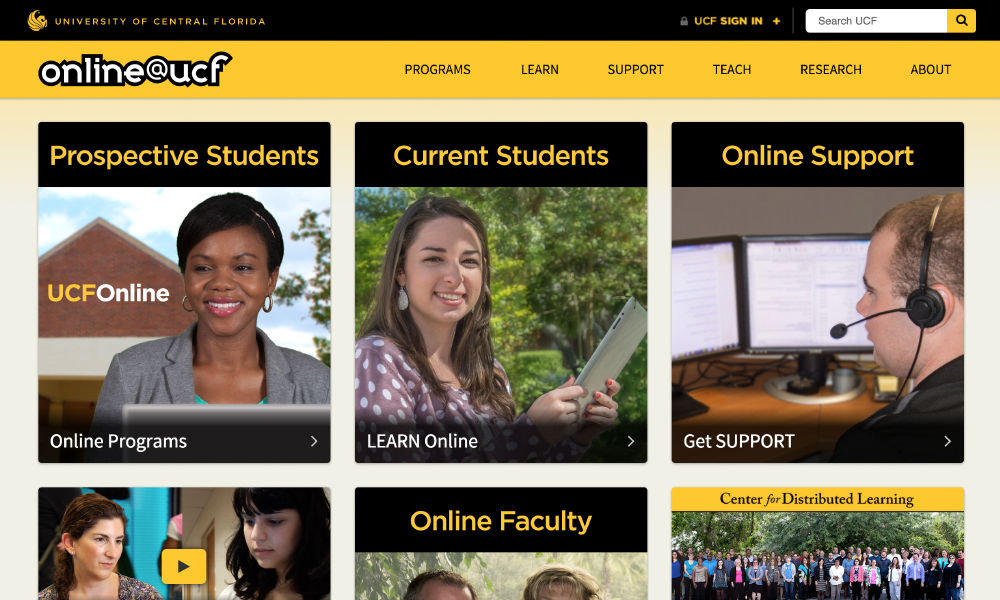 UNIVERSITY OF CENTRAL FLORIDA
UCF SIGN IN +
Search UCF
online@ucf
PROGRAMS
LEARN
SUPPORT
TEACH
RESEARCH
ABOUT
Prospective Students
Current Students
Online Support
UCFOnline
Online Programs
LEARN Online
Get SUPPORT
Online Faculty
Center for Distributed Learning